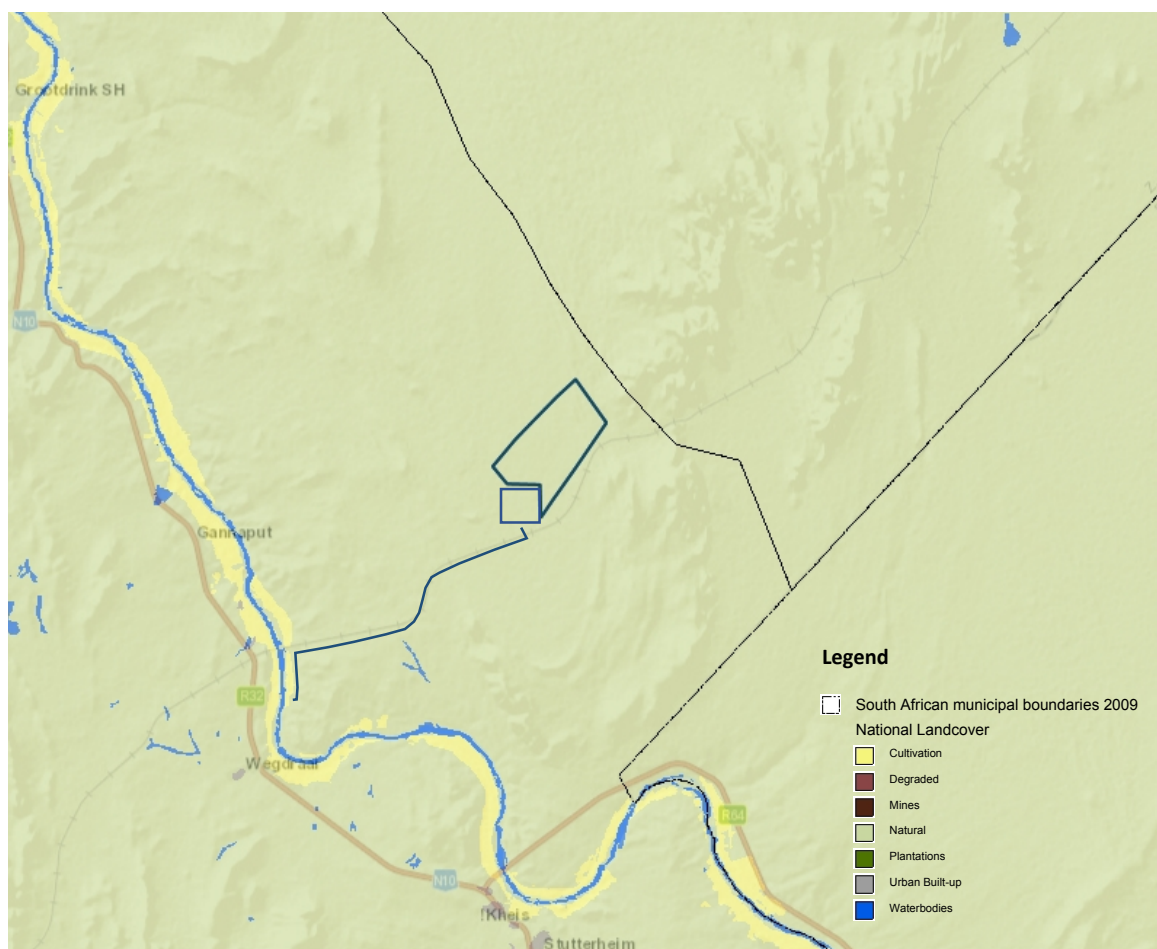 Grootdrink SH
N10
Gannaput
R32
Wegdraal
N10
!Kheis
Stutterheim
R64
Legend
South African municipal boundaries 2009
National Landcover
Cultivation
Degraded
Mines
Natural
Plantations
Urban Built-up
Waterbodies